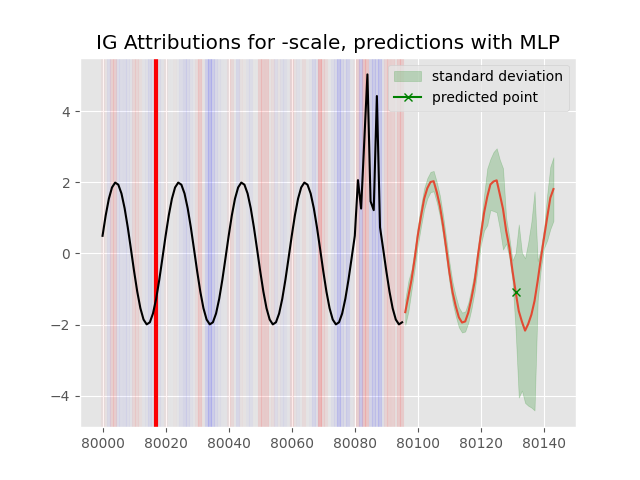 IG Attributions for -scale, predictions with MLP
standard deviation
predicted point
4
2
0
−2
−4
80000 80020 80040 80060 80080 80100 80120 80140